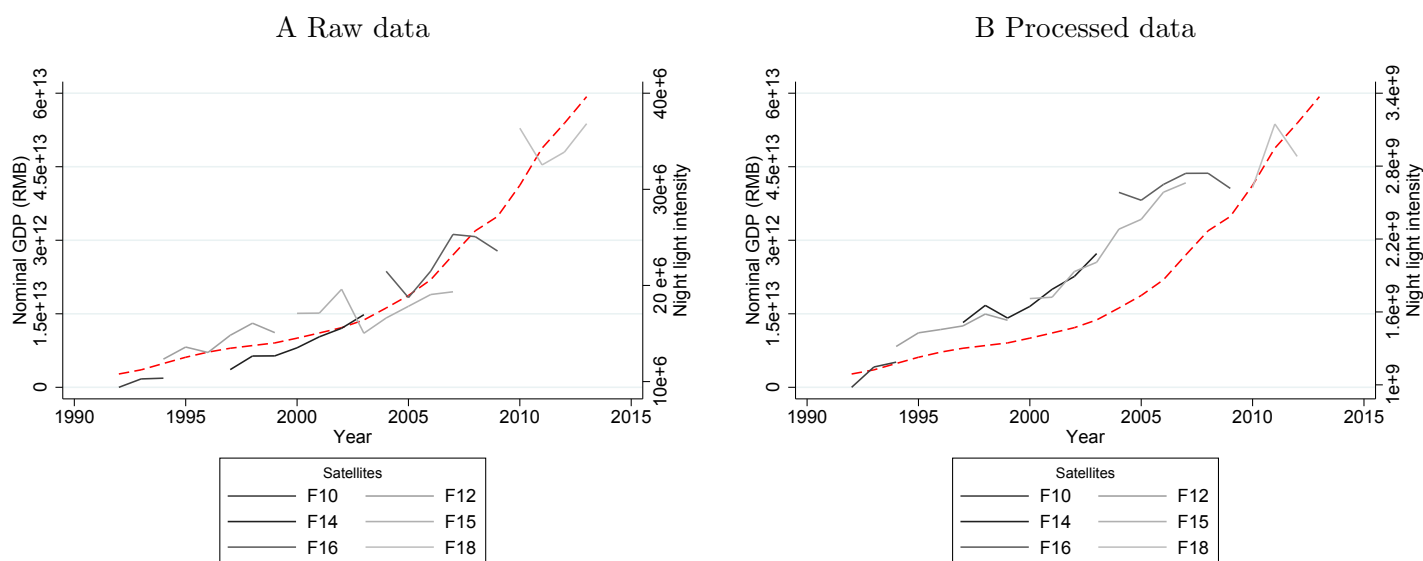 A Raw data
Nominal GDP (RMB)
0 1.5e+13 3e+12 4.5e+13 6e+13
10e+6 20 e+6 30e+6 40e+6
Night light intensity
1990 1995 2000 2005 2010 2015
Year
Satellites
F10 F12
F14 F15
F16 F18
B Processed data
Nominal GDP (RMB)
0 1.5e+13 3e+12 4.5e+13 6e+13
1e+9 1.6e+9 2.2e+9 2.8e+9 3.4e+9
Night light intensity
1990 1995 2000 2005 2010 2015
Year
Satellites
F10 F12
F14 F15
F16 F18